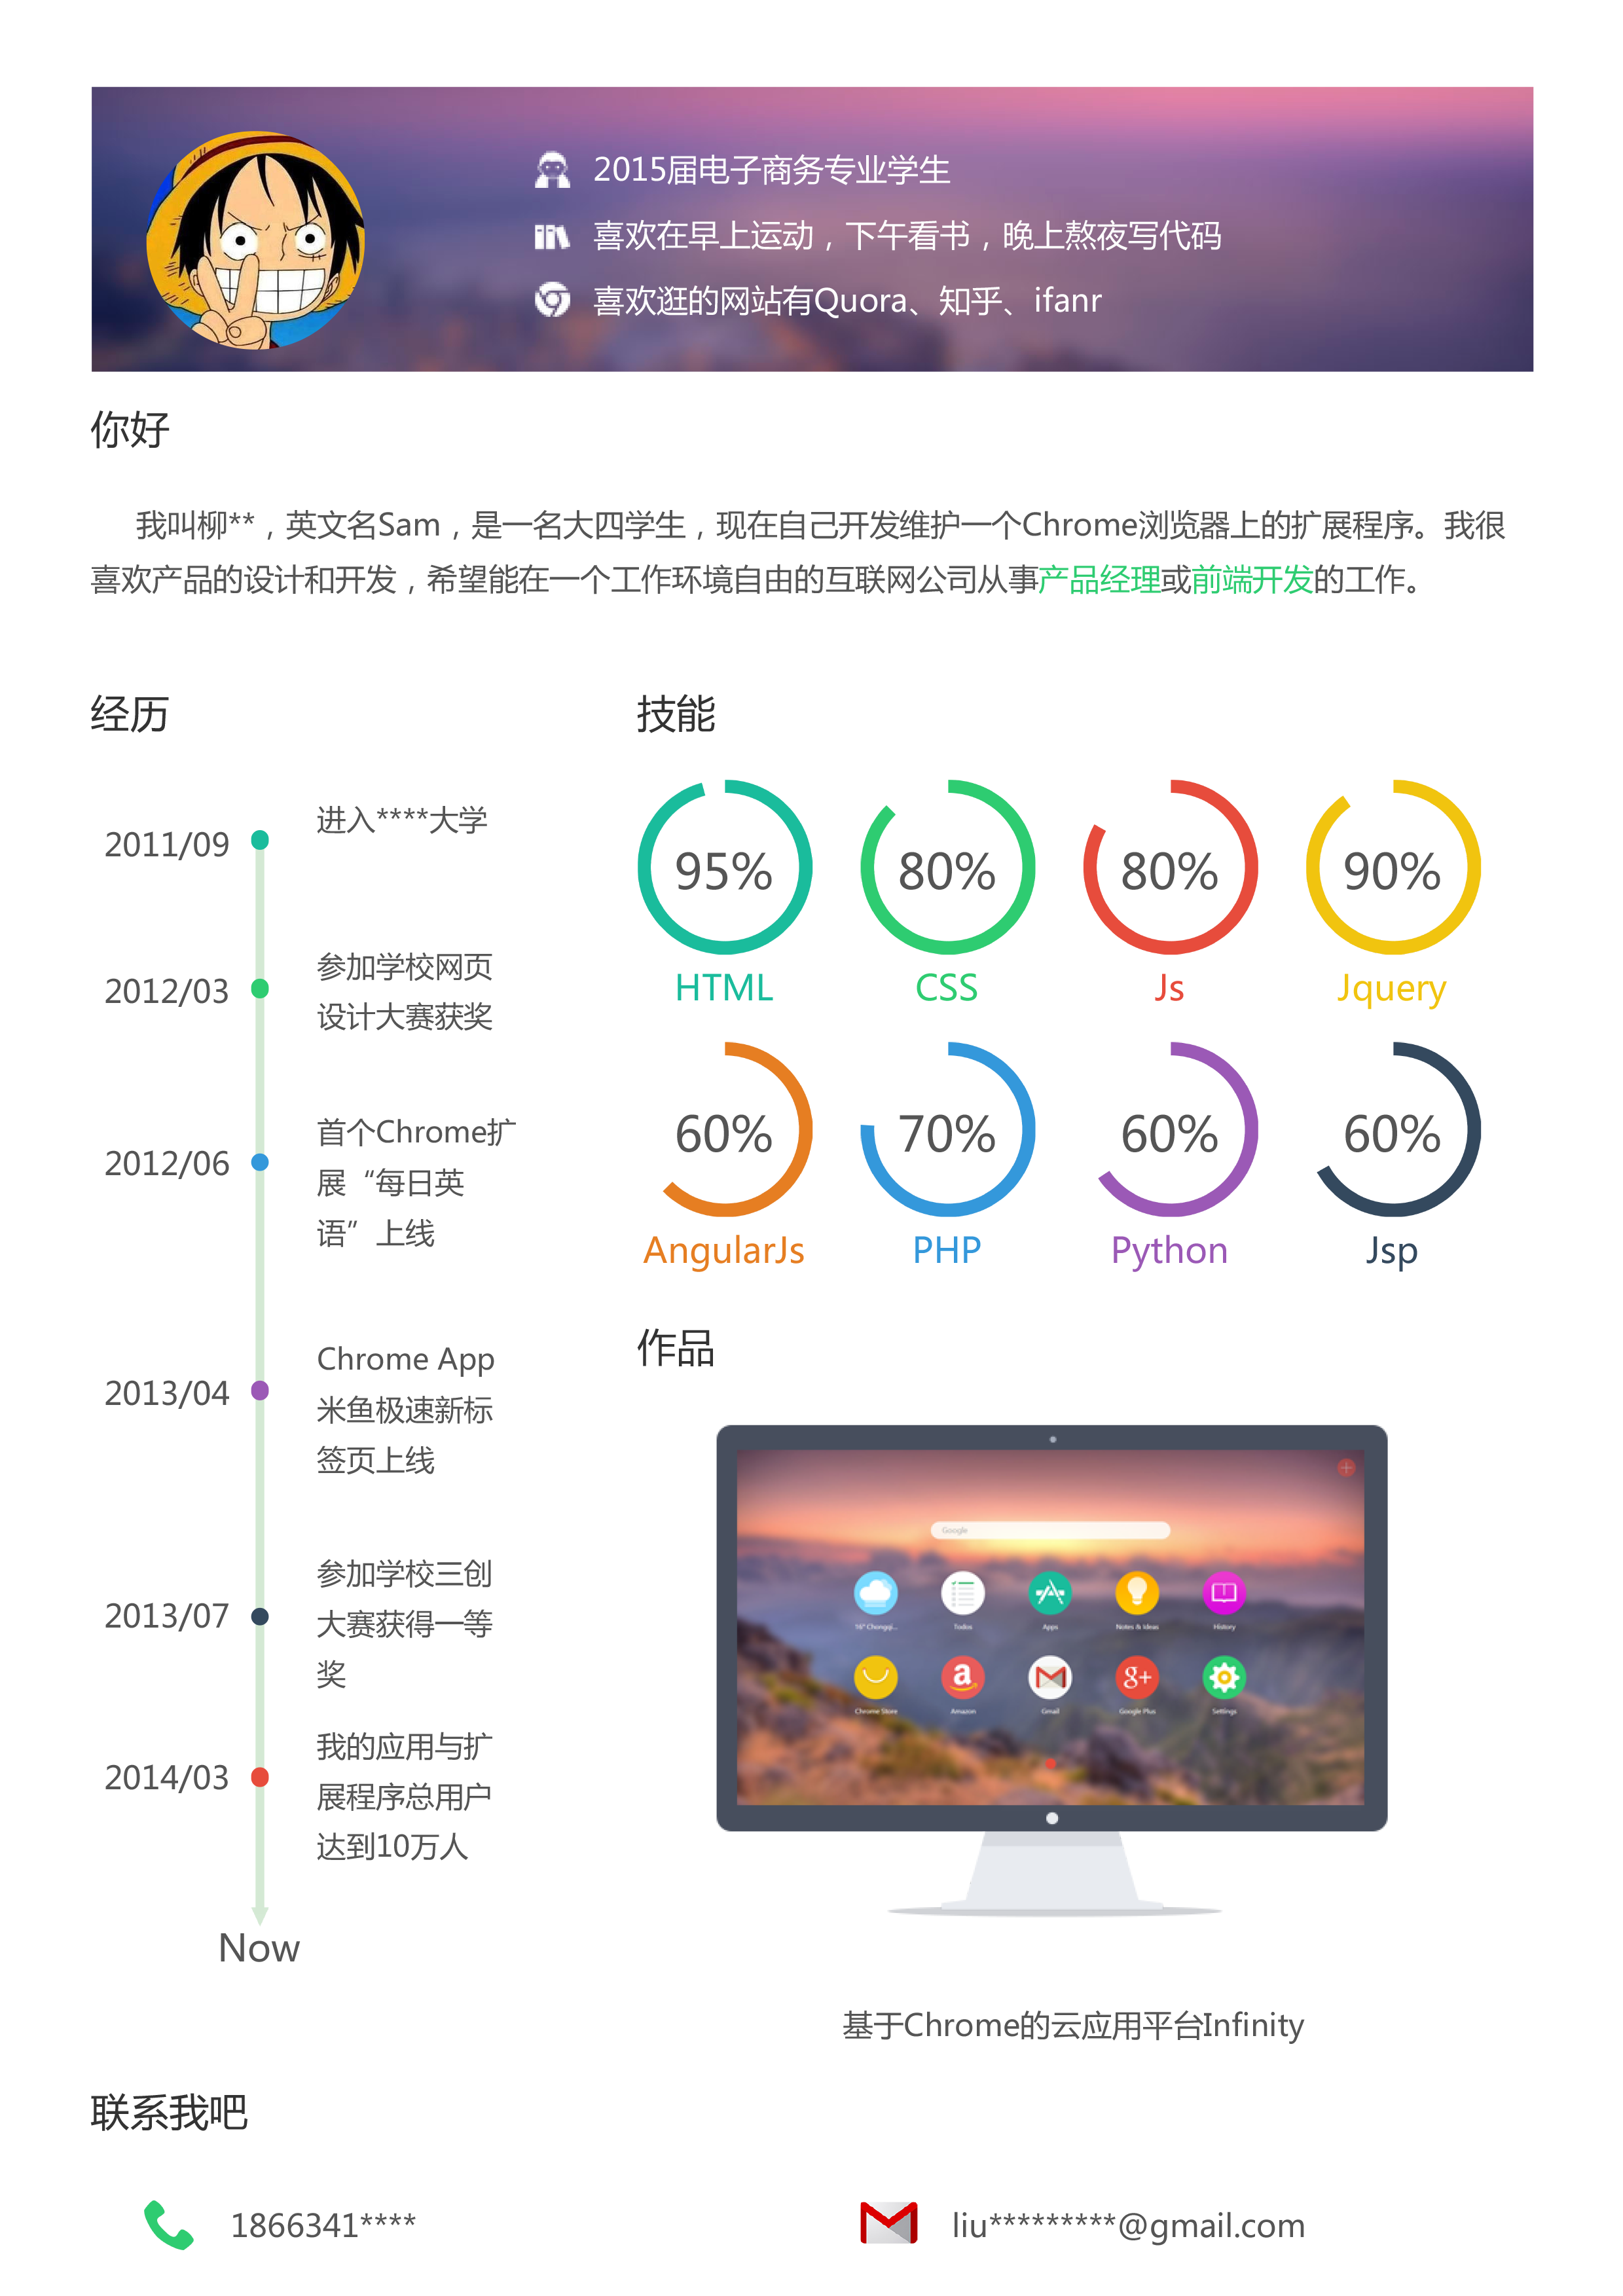 2015届电子商务专业学生
喜欢在早上运动，下午看书，晚上熬夜写代码
喜欢逛的网站有Quora、知乎、ifanr
你好
我叫柳**，英文名Sam，是一名大四学生，现在自己开发维护一个Chrome浏览器上的扩展程序。我很
喜欢产品的设计和开发，希望能在一个工作环境自由的互联网公司从事产品经理或前端开发的工作。
经历
2011/09
进入****大学
2012/03
参加学校网页
设计大赛获奖
2012/06
首个Chrome扩
展“每日英
语”上线
2013/04
Chrome App
米鱼极速新标
签页上线
2013/07
参加学校三创
大赛获得一等
奖
2014/03
我的应用与扩
展程序总用户
达到10万人
Now
技能
95% 80% 80% 90%
HTML CSS Js Jquery
60% 70% 60% 60%
AngularJs PHP Python Jsp
作品
Google
16° Chongqi... Todos Apps Notes & Ideas History
a g+
Chrome Store Amazon Gmail Google Plus Settings
基于Chrome的云应用平台Infinity
联系我吧
1866341****
liu*********@gmail.com